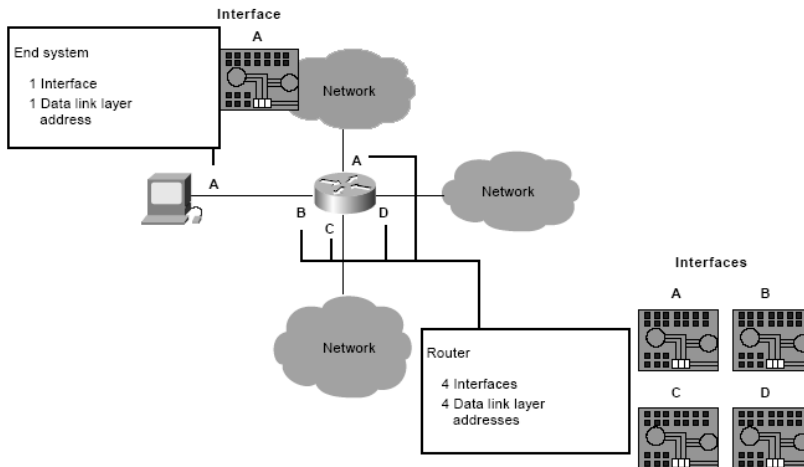 Interface
A
End system
1 Interface
1 Data link layer
address
Network
A
A
Network
B
C
D
Interfaces
A
B
Network
Router
4 Interfaces
4 Data link layer
addresses
C
D